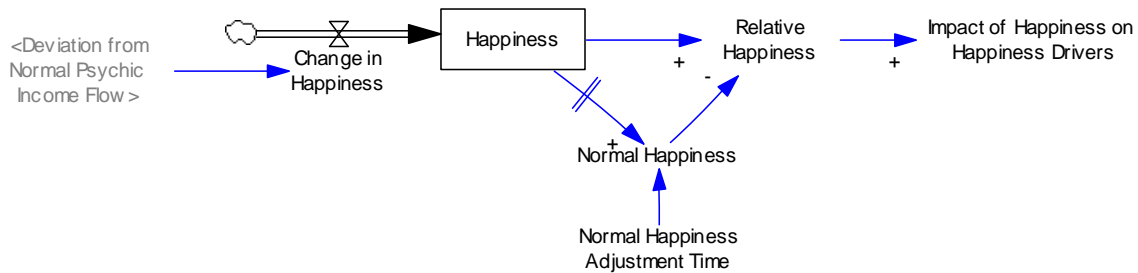 <Deviation from
Normal Psychic
Income Flow >
Change in
Happiness
Happiness
Relative
Happiness
Impact of Happiness on
Happiness Drivers
+
-
+
+
Normal Happiness
Normal Happiness
Adjustment Time